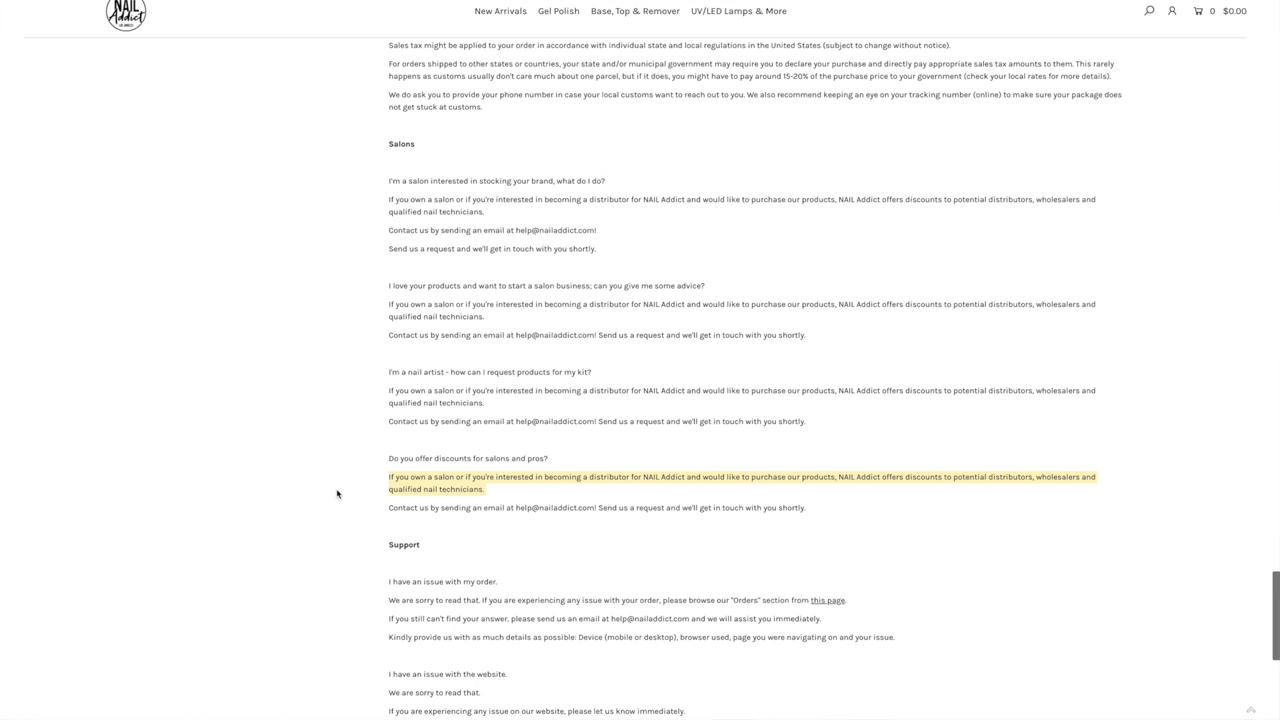 NAIL
Addict
LOS ANGELES
New Arrivals Gel Polish Base, Top & Remover UV/LED Lamps & More 0 $0.00
Sales tax might be applied to your order in accordance with individual state and local regulations in the United States (subject to change without notice).
For orders shipped to other states or countries, your state and/or municipal government may require you to declare your purchase and directly pay appropriate sales tax amounts to them. This rarely
happens as customs usually don't care much about one parcel, but if it does, you might have to pay around 15-20% of the purchase price to your government (check your local rates for more details).
We do ask you to provide your phone number in case your local customs want to reach out to you. We also recommend keeping an eye on your tracking number (online) to make sure your package does
not get stuck at customs.
Salons
I'm a salon interested in stocking your brand, what do I do?
If you own a salon or if you're interested in becoming a distributor for NAIL Addict and would like to purchase our products, NAIL Addict offers discounts to potential distributors, wholesalers and
qualified nail technicians.
Contact us by sending an email at help@nailaddict.com!
Send us a request and we'll get in touch with you shortly.
I love your products and want to start a salon business; can you give me some advice?
If you own a salon or if you're interested in becoming a distributor for NAIL Addict and would like to purchase our products, NAIL Addict offers discounts to potential distributors, wholesalers and
qualified nail technicians.
Contact us by sending an email at help@nailaddict.com! Send us a request and we'll get in touch with you shortly.
I'm a nail artist - how can I request products for my kit?
If you own a salon or if you're interested in becoming a distributor for NAIL Addict and would like to purchase our products, NAIL Addict offers discounts to potential distributors, wholesalers and
qualified nail technicians.
Contact us by sending an email at help@nailaddict.com! Send us a request and we'll get in touch with you shortly.
Do you offer discounts for salons and pros?
If you own a salon or if you're interested in becoming a distributor for NAIL Addict and would like to purchase our products, NAIL Addict offers discounts to potential distributors, wholesalers and
qualified nail technicians.
Contact us by sending an email at help@nailaddict.com! Send us a request and we'll get in touch with you shortly.
Support
I have an issue with my order.
We are sorry to read that. If you are experiencing any issue with your order, please browse our "Orders" section from this page.
If you still can't find your answer, please send us an email at help@nailaddict.com and we will assist you immediately.
Kindly provide us with as much details as possible: Device (mobile or desktop), browser used, page you were navigating on and your issue.
I have an issue with the website.
We are sorry to read that.
If you are experiencing any issue on our website, please let us know immediately.